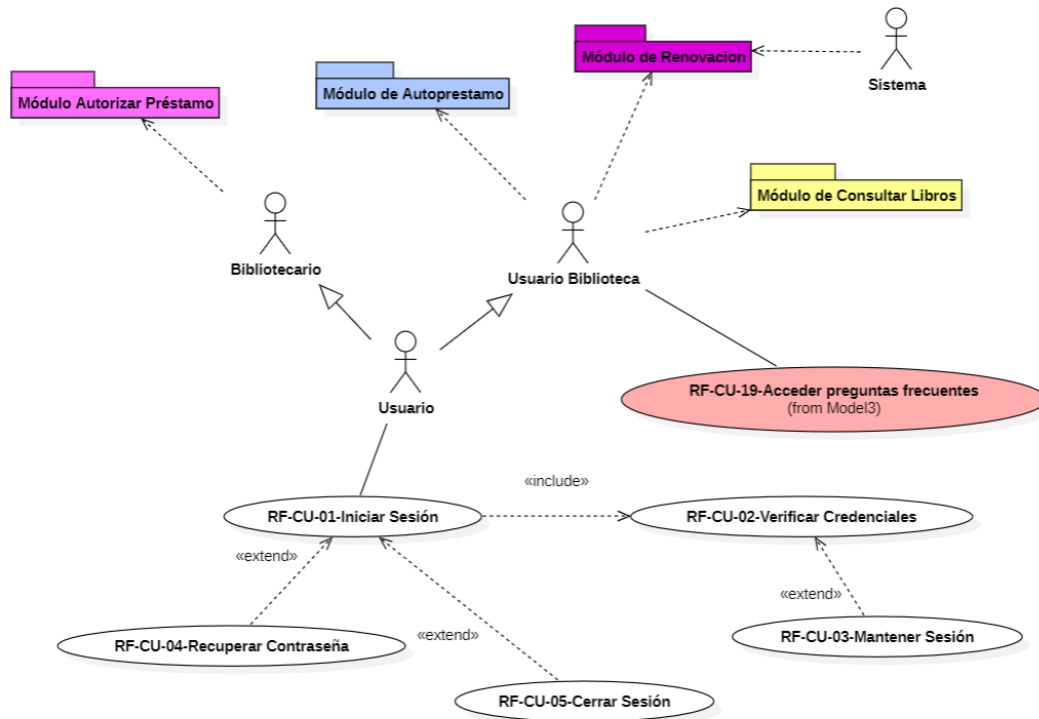 Módulo de Renovacion
Sistema
Módulo Autorizar Préstamo
Módulo de Autoprestamo
Módulo de Consultar Libros
Bibliotecario
Usuario Biblioteca
Usuario
RF-CU-19-Acceder preguntas frecuentes
(from Model3)
«include»
RF-CU-01-Iniciar Sesión
RF-CU-02-Verificar Credenciales
«extend»
«extend»
«extend»
RF-CU-04-Recuperar Contraseña
RF-CU-03-Mantener Sesión
RF-CU-05-Cerrar Sesión